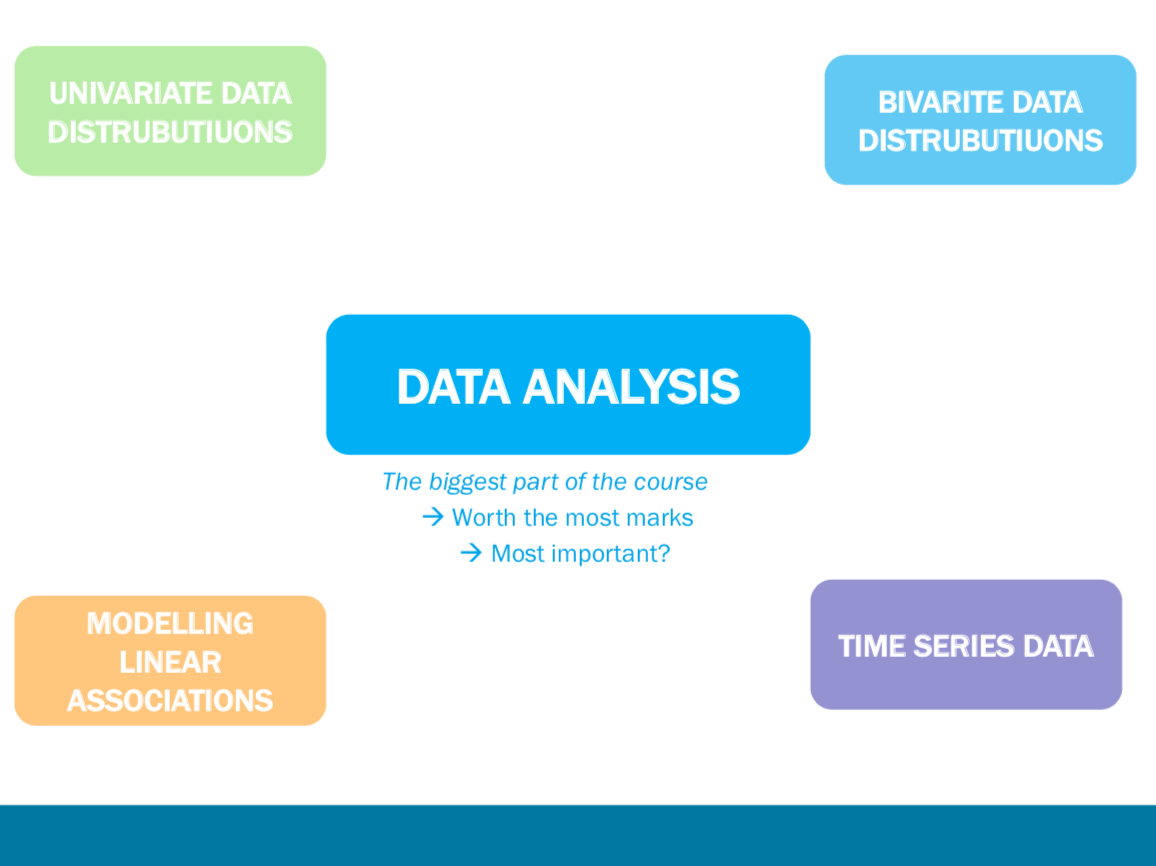 UNIVARIATE DATA
DISTRUBUTIUONS
BIVARITE DATA
DISTRUBUTIUONS
DATA ANALYSIS
The biggest part of the course
→ Worth the most marks
→ Most important?
MODELLING
LINEAR
ASSOCIATIONS
TIME SERIES DATA